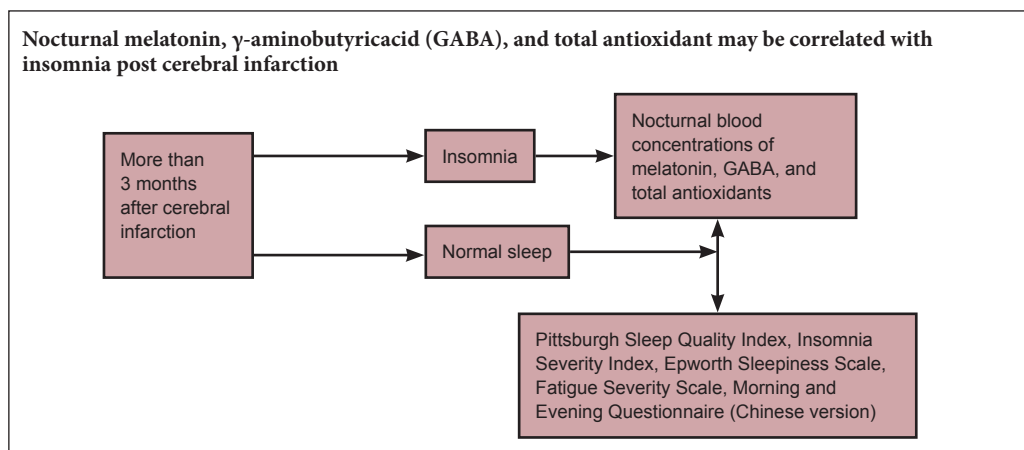 Nocturnal melatonin, γ-aminobutyricacid (GABA), and total antioxidant may be correlated with
insomnia post cerebral infarction
More than
3 months
after cerebral
infarction
Insomnia
Normal sleep
Nocturnal blood
concentrations of
melatonin, GABA, and
total antioxidants
Pittsburgh Sleep Quality Index, Insomnia
Severity Index, Epworth Sleepiness Scale,
Fatigue Severity Scale, Morning and
Evening Questionnaire (Chinese version)